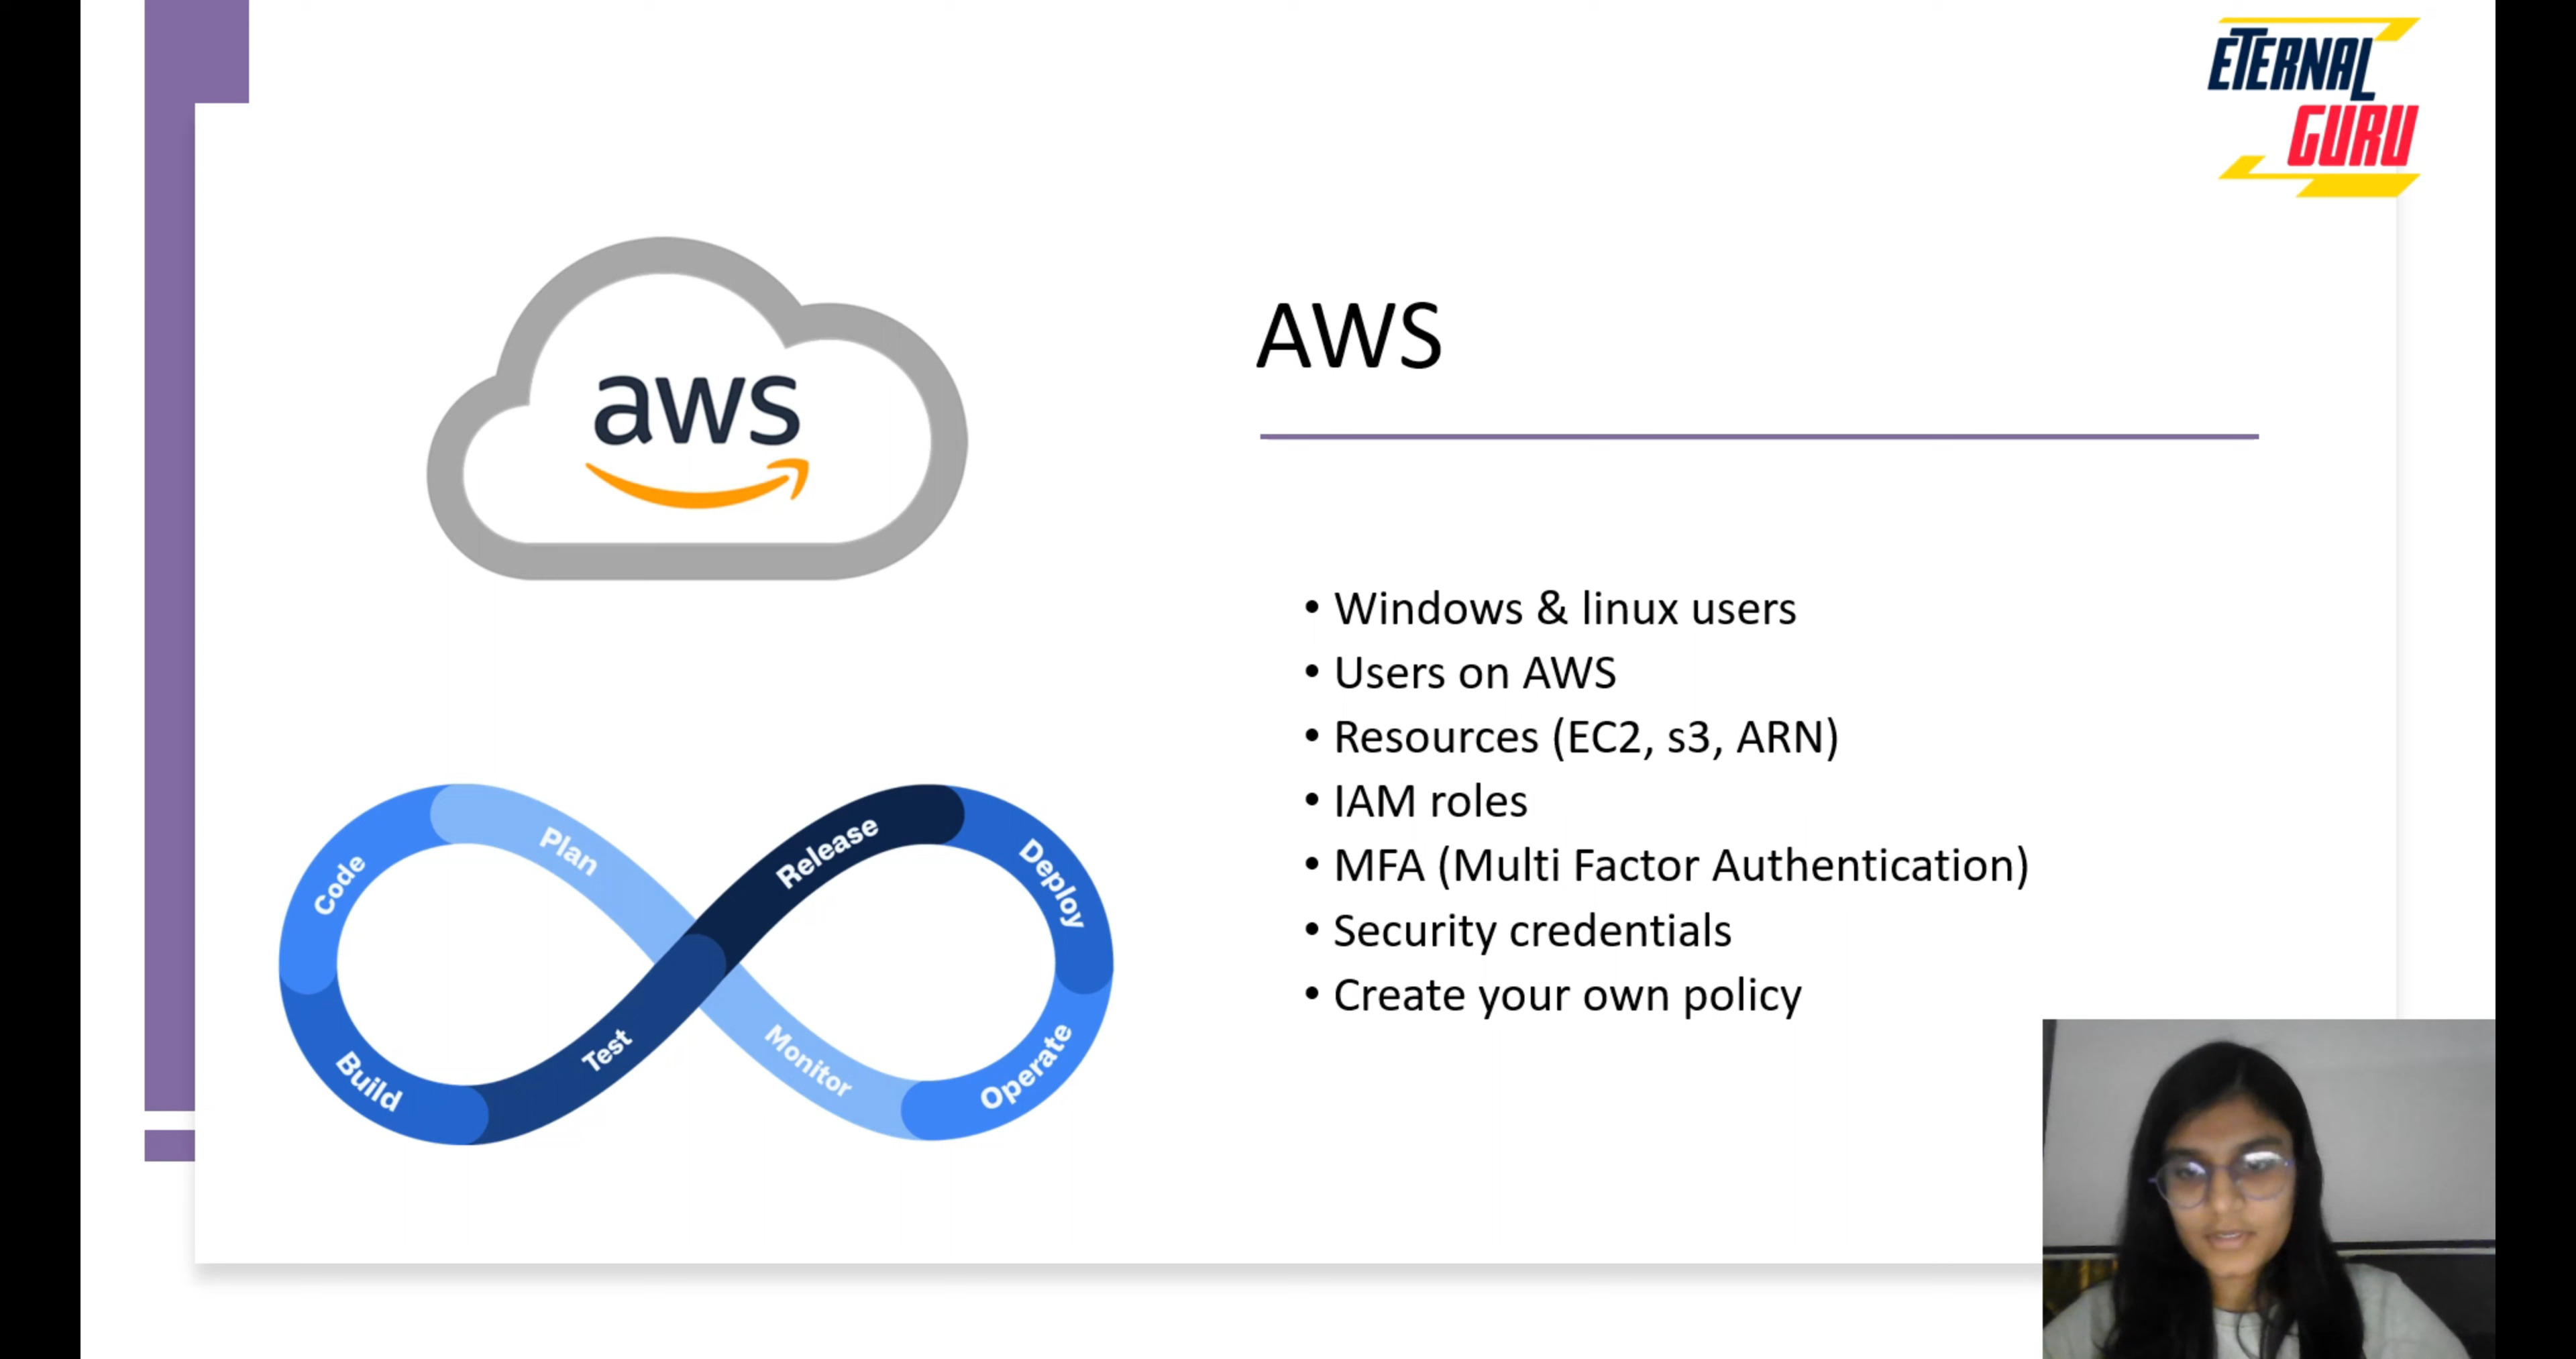 ETERNAL
GURU
aws
AWS
• Windows & linux users
• Users on AWS
• Resources (EC2, s3, ARN)
• IAM roles
• MFA (Multi Factor Authentication)
• Security credentials
• Create your own policy
Plan
Code
Build
Test
Release
Deploy
Operate
Monitor